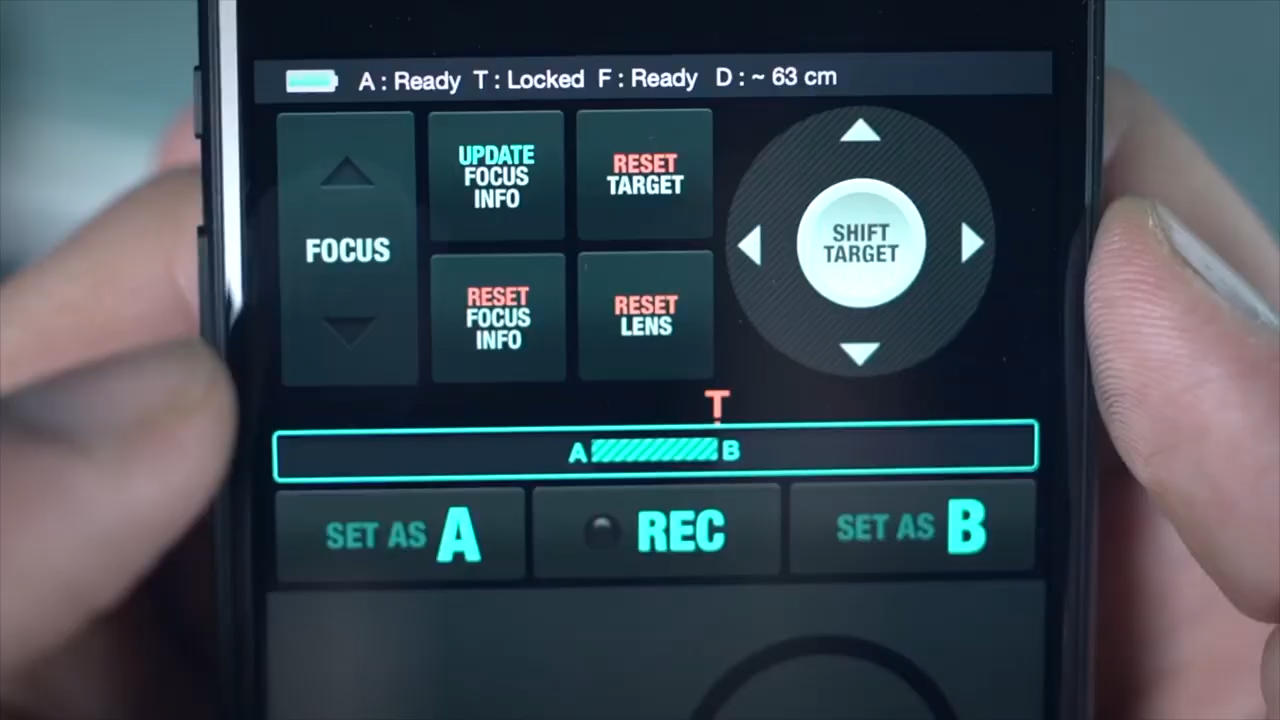 A : Ready T : Locked F : Ready D : ~ 63 cm
FOCUS
UPDATE
FOCUS
INFO
RESET
TARGET
RESET
FOCUS
INFO
RESET
LENS
SHIFT
TARGET
T
A B
SET AS A
REC
SET AS B